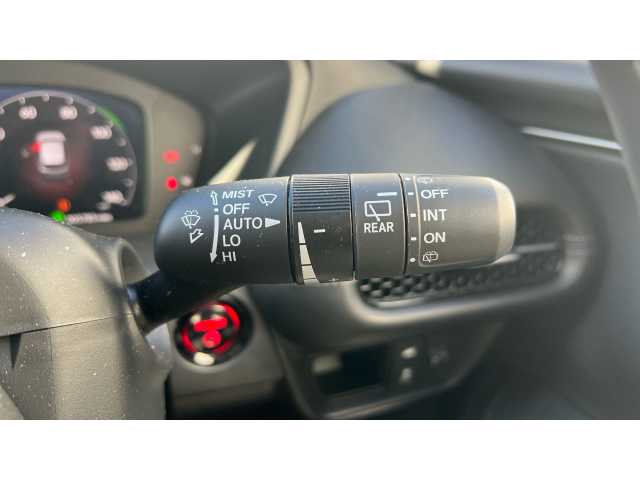 MIST
OFF
AUTO
LO
HI
REAR
OFF
INT
ON